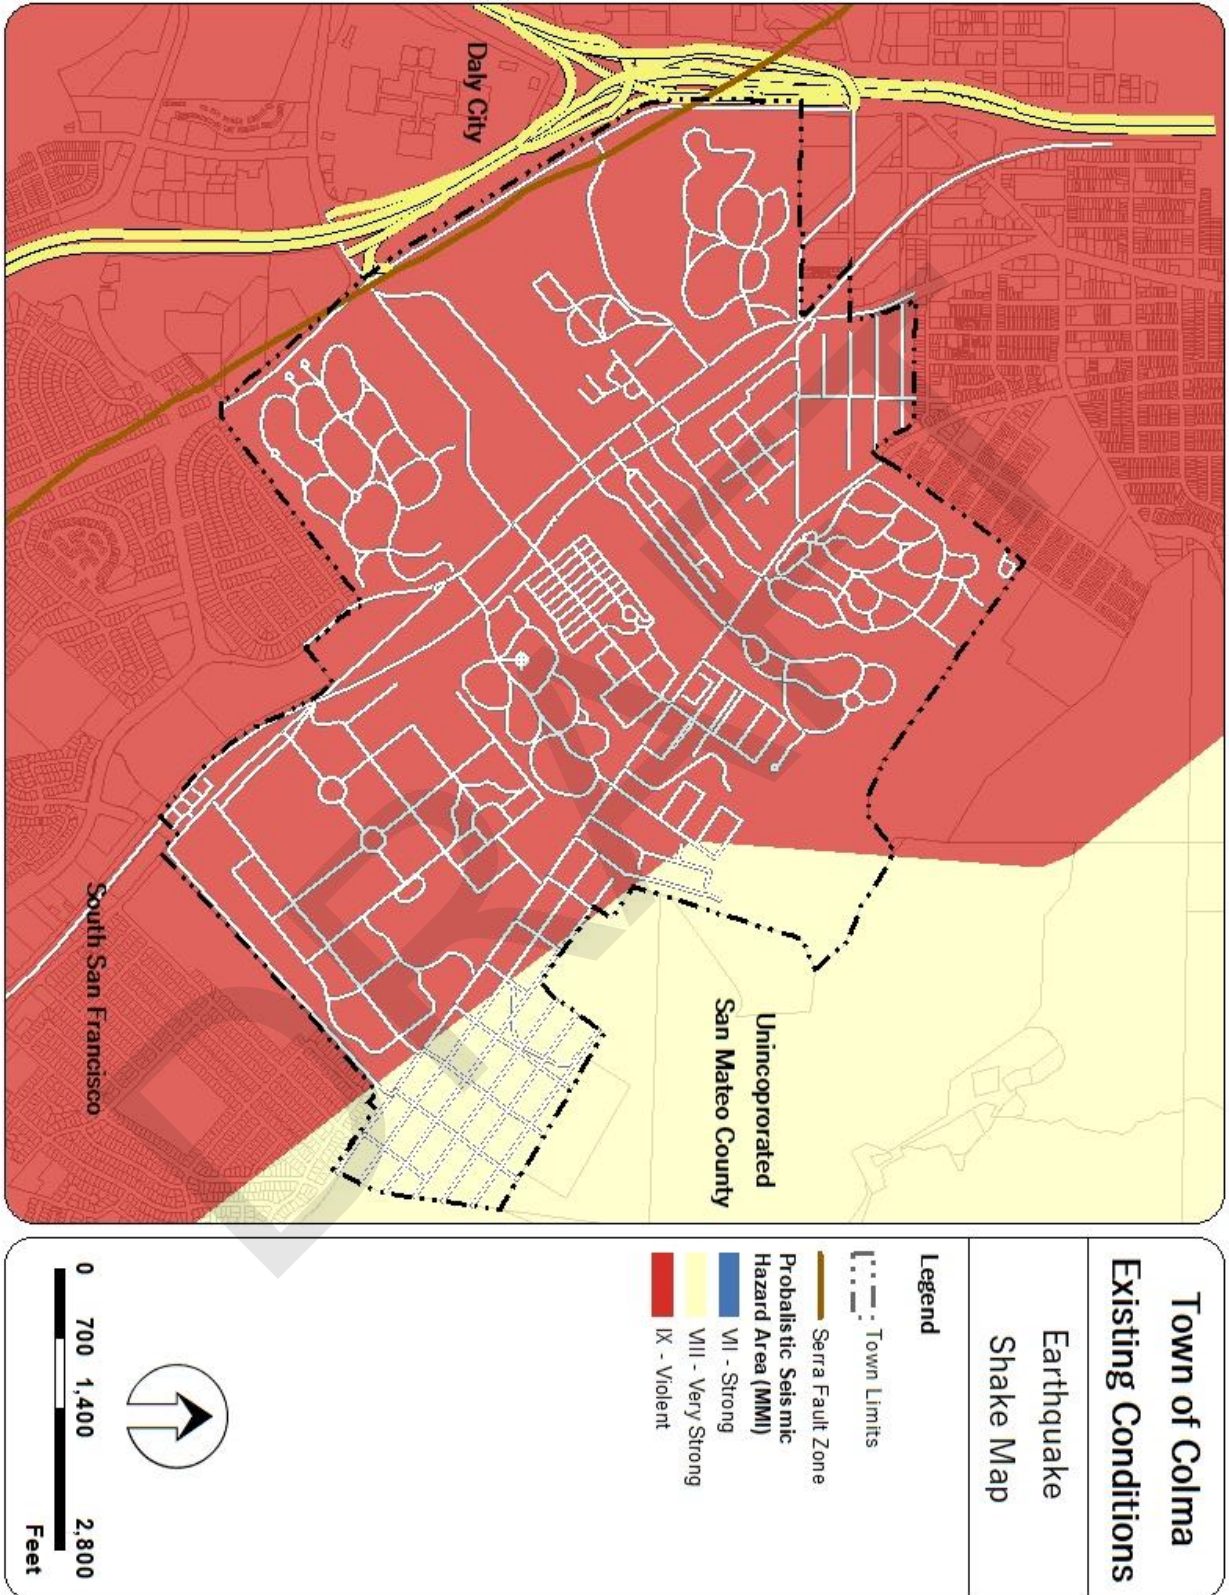 Town of Colma
Existing Conditions
Earthquake
Shake Map
Legend
Town Limits
Serra Fault Zone
Probalistic Seismic
Hazard Area (MMI)
VII - Strong
VIII - Very Strong
IX - Violent
0 700 1,400 2,800
Feet
Daly City
South San Francisco
Unincoprorated
San Mateo County
DRAFT